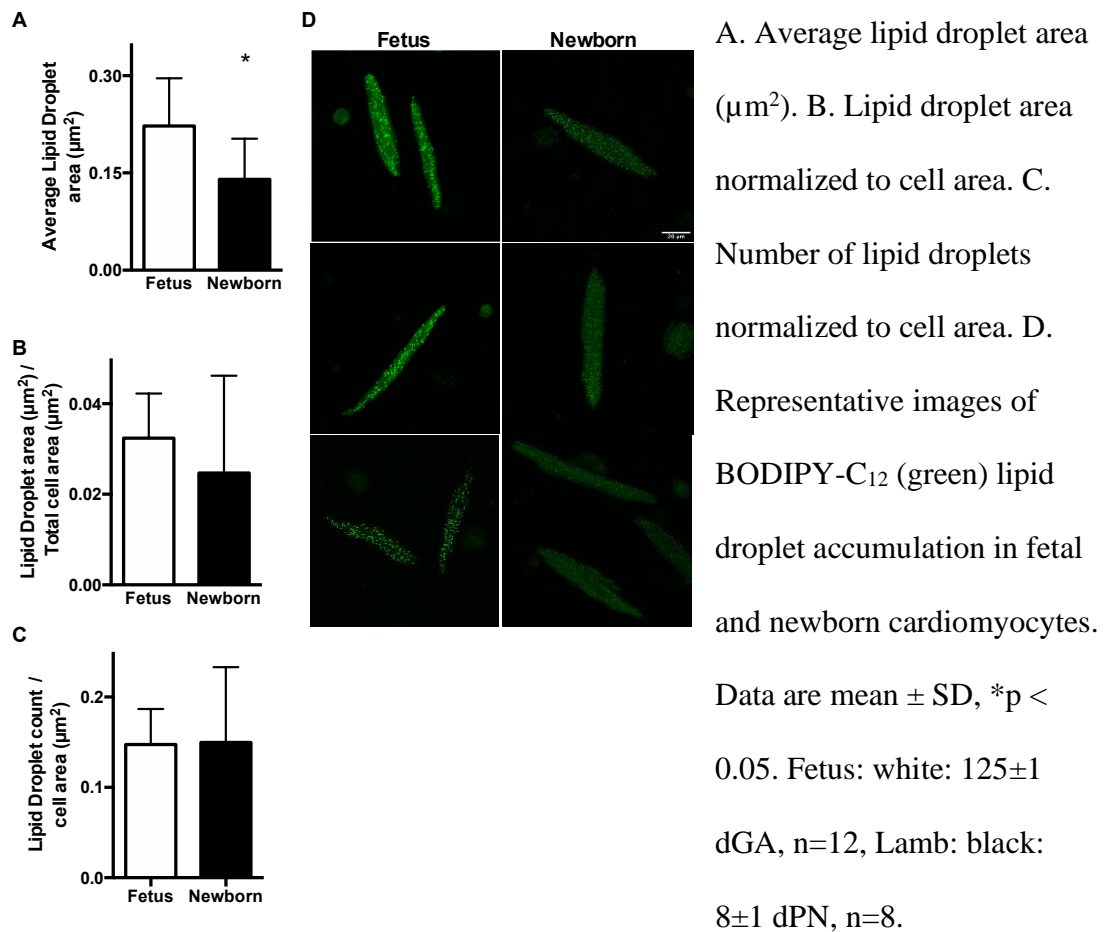 A
Average Lipid Droplet
area (µm²)
0.30
0.15
0.00
*
Fetus Newborn
B
Lipid Droplet area (µm²) /
Total cell area (µm²)
0.04
0.02
0.00
Fetus Newborn
C
Lipid Droplet count /
cell area (µm²)
0.2
0.1
0.0
Fetus Newborn
D
Fetus Newborn
20 µm
A. Average lipid droplet area
(µm²). B. Lipid droplet area
normalized to cell area. C.
Number of lipid droplets
normalized to cell area. D.
Representative images of
BODIPY-C₁₂ (green) lipid
droplet accumulation in fetal
and newborn cardiomyocytes.
Data are mean ± SD, *p <
0.05. Fetus: white: 125±1
dGA, n=12, Lamb: black:
8±1 dPN, n=8.